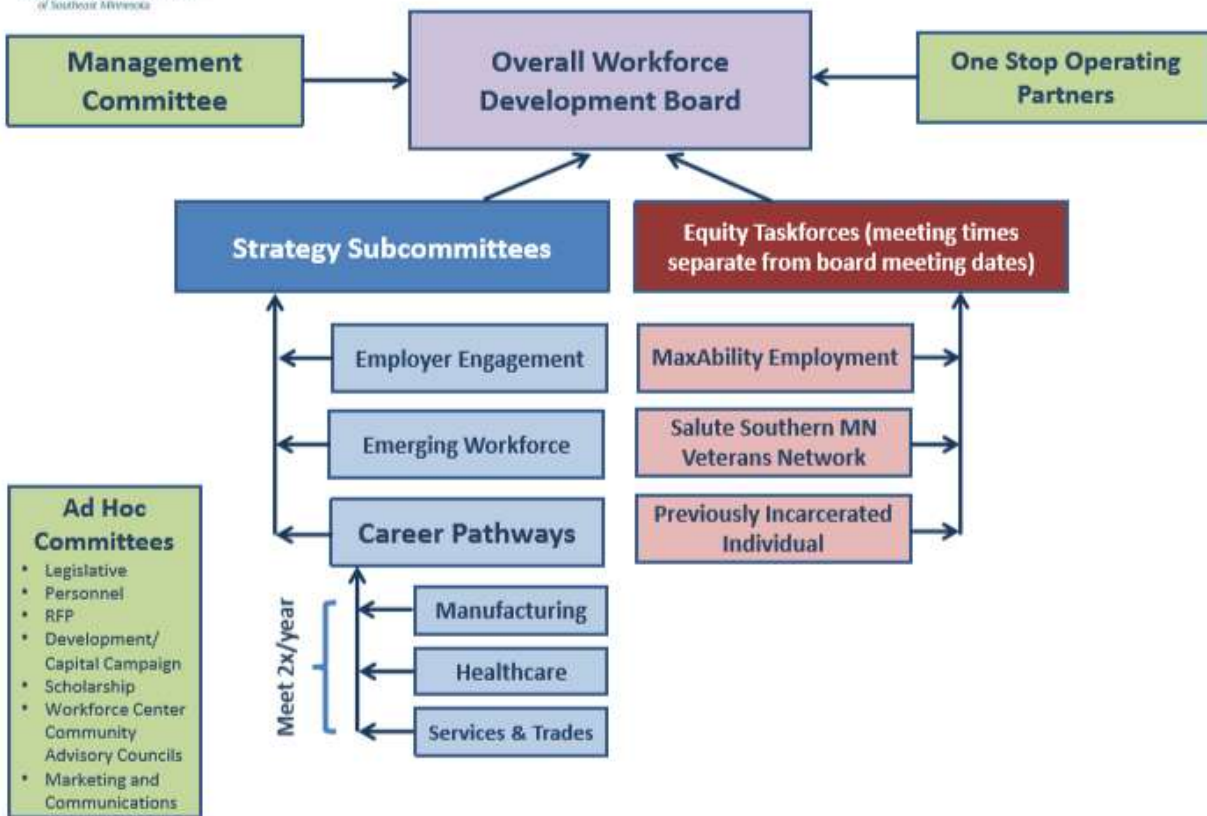 of Southeast Minnesota
Management
Committee
Overall Workforce
Development Board
One Stop Operating
Partners
Strategy Subcommittees
Equity Taskforces (meeting times
separate from board meeting dates)
Employer Engagement
MaxAbility Employment
Emerging Workforce
Salute Southern MN
Veterans Network
Career Pathways
Previously Incarcerated
Individual
Ad Hoc
Committees
• Legislative
• Personnel
• RFP
• Development/
Capital Campaign
• Scholarship
• Workforce Center
Community
Advisory Councils
• Marketing and
Communications
Meet 2x/year
Manufacturing
Healthcare
Services & Trades